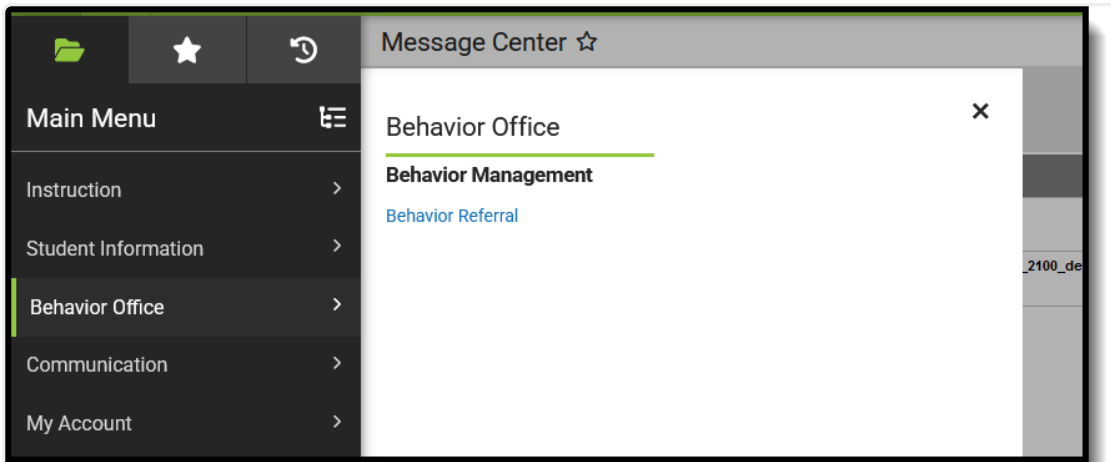 Message Center
Main Menu
Instruction
Student Information
Behavior Office
Communication
My Account
Behavior Office
Behavior Management
Behavior Referral
_2100_de